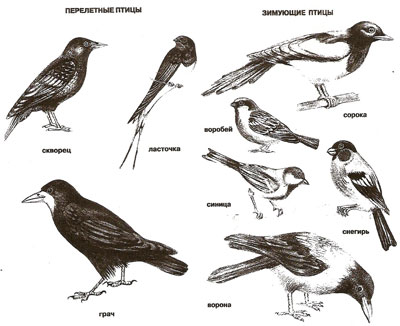 ПЕРЕЛЕТНЫЕ ПТИЦЫ
скворец
ласточка
грач
ЗИМУЮЩИЕ ПТИЦЫ
сорока
воробей
синица
снегирь
ворона